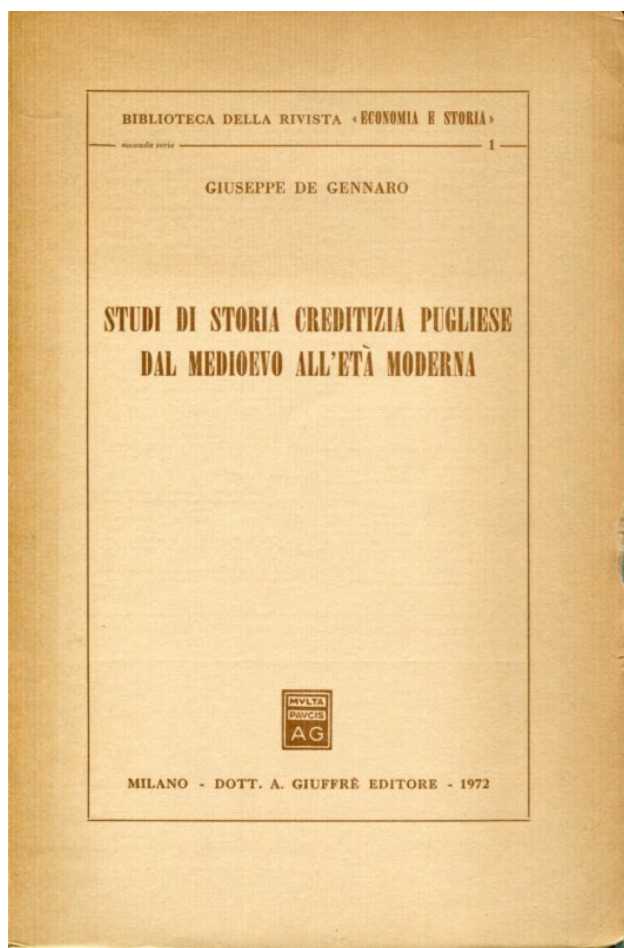 BIBLIOTECA DELLA RIVISTA «ECONOMIA E STORIA»
seconda serie 1
GIUSEPPE DE GENNARO
STUDI DI STORIA CREDITIZIA PUGLIESE
DAL MEDIOEVO ALL'ETÀ MODERNA
MVLTA
PAVCIS
AG
MILANO - DOTT. A. GIUFFRÈ EDITORE - 1972